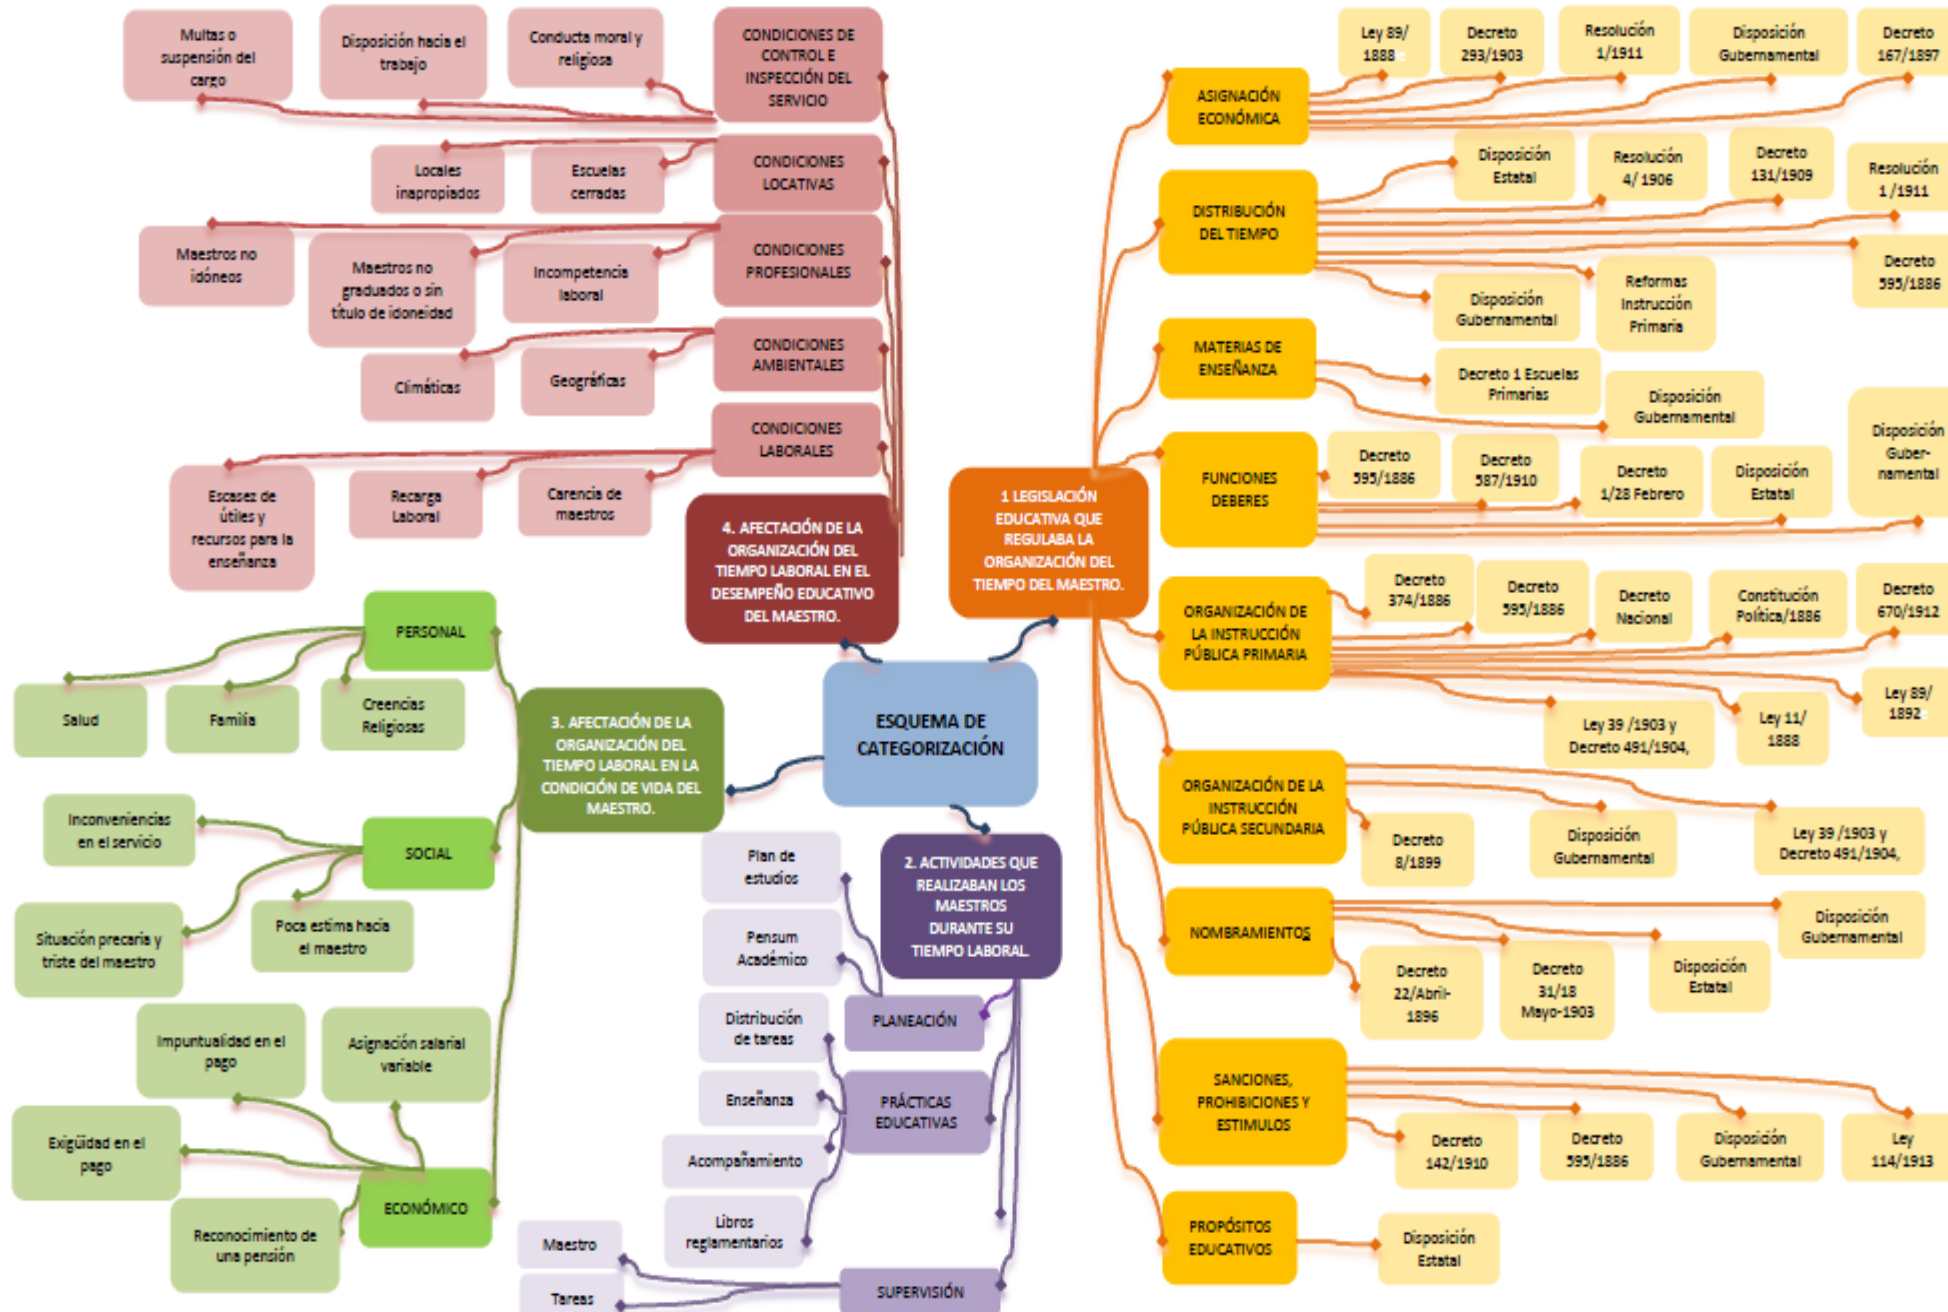 ESQUEMA DE
CATEGORIZACIÓN
1 LEGISLACIÓN
EDUCATIVA QUE
REGULABA LA
ORGANIZACIÓN DEL
TIEMPO DEL MAESTRO.
ASIGNACIÓN
ECONÓMICA
Ley 89/
1888
Decreto
293/1903
Resolución
1/1911
Disposición
Gubernamental
Decreto
167/1897
DISTRIBUCIÓN
DEL TIEMPO
Disposición
Estatal
Resolución
4/ 1906
Decreto
131/1909
Resolución
1 /1911
Decreto
595/1886
Reformas
Instrucción
Primaria
Disposición
Gubernamental
MATERIAS DE
ENSEÑANZA
Decreto 1 Escuelas
Primarias
Disposición
Gubernamental
FUNCIONES
DEBERES
Decreto
595/1886
Decreto
587/1910
Decreto
1/28 Febrero
Disposición
Estatal
Disposición
Guber-
namental
ORGANIZACIÓN DE
LA INSTRUCCIÓN
PÚBLICA PRIMARIA
Decreto
374/1886
Decreto
595/1886
Decreto
Nacional
Constitución
Política/1886
Decreto
670/1912
Ley 89/
1892
Ley 11/
1888
Ley 39 /1903 y
Decreto 491/1904,
ORGANIZACIÓN DE LA
INSTRUCCIÓN
PÚBLICA SECUNDARIA
Decreto
8/1899
Disposición
Gubernamental
Ley 39 /1903 y
Decreto 491/1904,
NOMBRAMIENTOS
Decreto
22/Abril-
1896
Decreto
31/18
Mayo-1903
Disposición
Estatal
Disposición
Gubernamental
SANCIONES,
PROHIBICIONES Y
ESTIMULOS
Decreto
142/1910
Decreto
595/1886
Disposición
Gubernamental
Ley
114/1913
PROPÓSITOS
EDUCATIVOS
Disposición
Estatal
2. ACTIVIDADES QUE
REALIZABAN LOS
MAESTROS
DURANTE SU
TIEMPO LABORAL.
PLANEACIÓN
Plan de
estudios
Pensum
Académico
PRÁCTICAS
EDUCATIVAS
Distribución
de tareas
Enseñanza
Acompañamiento
Libros
reglamentarios
SUPERVISIÓN
Maestro
Tareas
3. AFECTACIÓN DE LA
ORGANIZACIÓN DEL
TIEMPO LABORAL EN LA
CONDICIÓN DE VIDA DEL
MAESTRO.
PERSONAL
Salud
Familia
Creencias
Religiosas
SOCIAL
Inconveniencias
en el servicio
Situación precaria y
triste del maestro
Poca estima hacia
el maestro
ECONÓMICO
Impuntualidad en el
pago
Asignación salarial
variable
Exigüidad en el
pago
Reconocimiento de
una pensión
4. AFECTACIÓN DE LA
ORGANIZACIÓN DEL
TIEMPO LABORAL EN EL
DESEMPEÑO EDUCATIVO
DEL MAESTRO.
CONDICIONES DE
CONTROL E
INSPECCIÓN DEL
SERVICIO
Multas o
suspensión del
cargo
Disposición hacia el
trabajo
Conducta moral y
religiosa
CONDICIONES
LOCATIVAS
Locales
inapropiados
Escuelas
cerradas
CONDICIONES
PROFESIONALES
Maestros no
idóneos
Maestros no
graduados o sin
título de idoneidad
Incompetencia
laboral
CONDICIONES
AMBIENTALES
Climáticas
Geográficas
CONDICIONES
LABORALES
Escasez de
útiles y
recursos para la
enseñanza
Recarga
Laboral
Carencia de
maestros